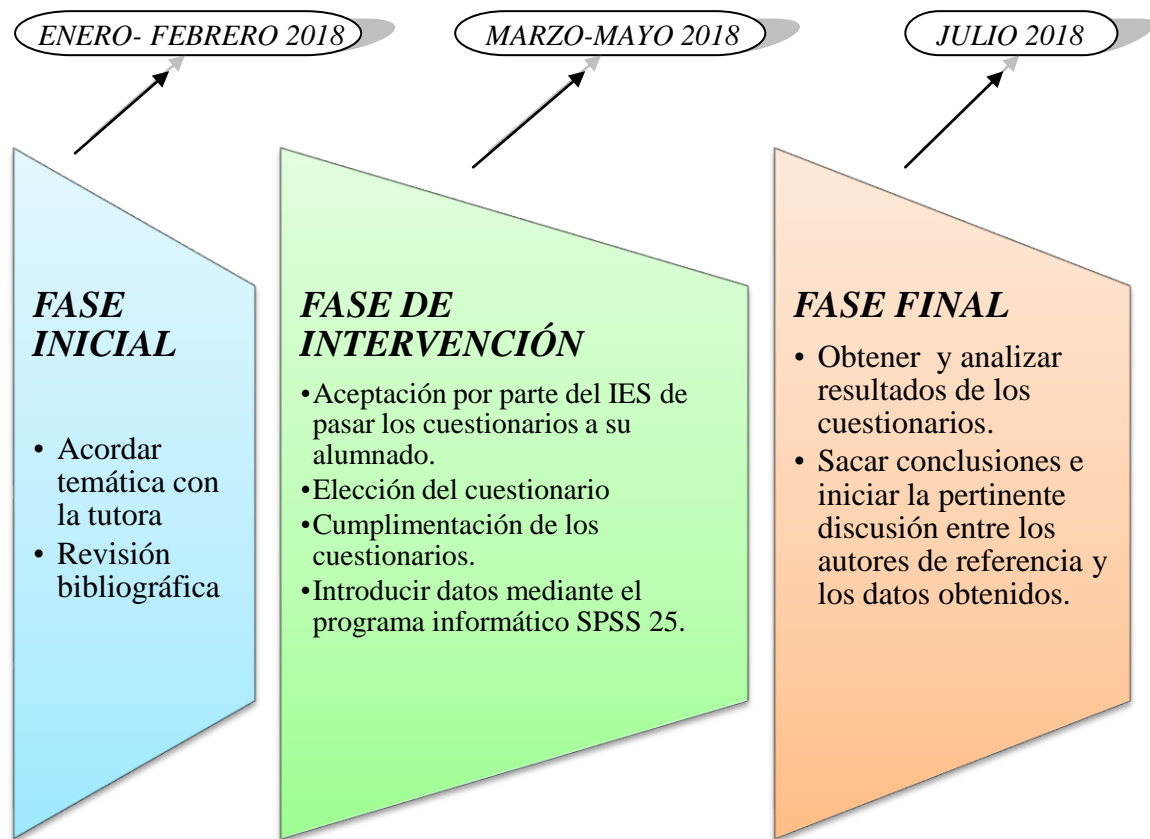 ENERO- FEBRERO 2018
MARZO-MAYO 2018
JULIO 2018
FASE
INICIAL
• Acordar
temática con
la tutora
• Revisión
bibliográfica
FASE DE
INTERVENCIÓN
•Aceptación por parte del IES de
pasar los cuestionarios a su
alumnado.
•Elección del cuestionario
•Cumplimentación de los
cuestionarios.
•Introducir datos mediante el
programa informático SPSS 25.
FASE FINAL
• Obtener y analizar
resultados de los
cuestionarios.
• Sacar conclusiones e
iniciar la pertinente
discusión entre los
autores de referencia y
los datos obtenidos.